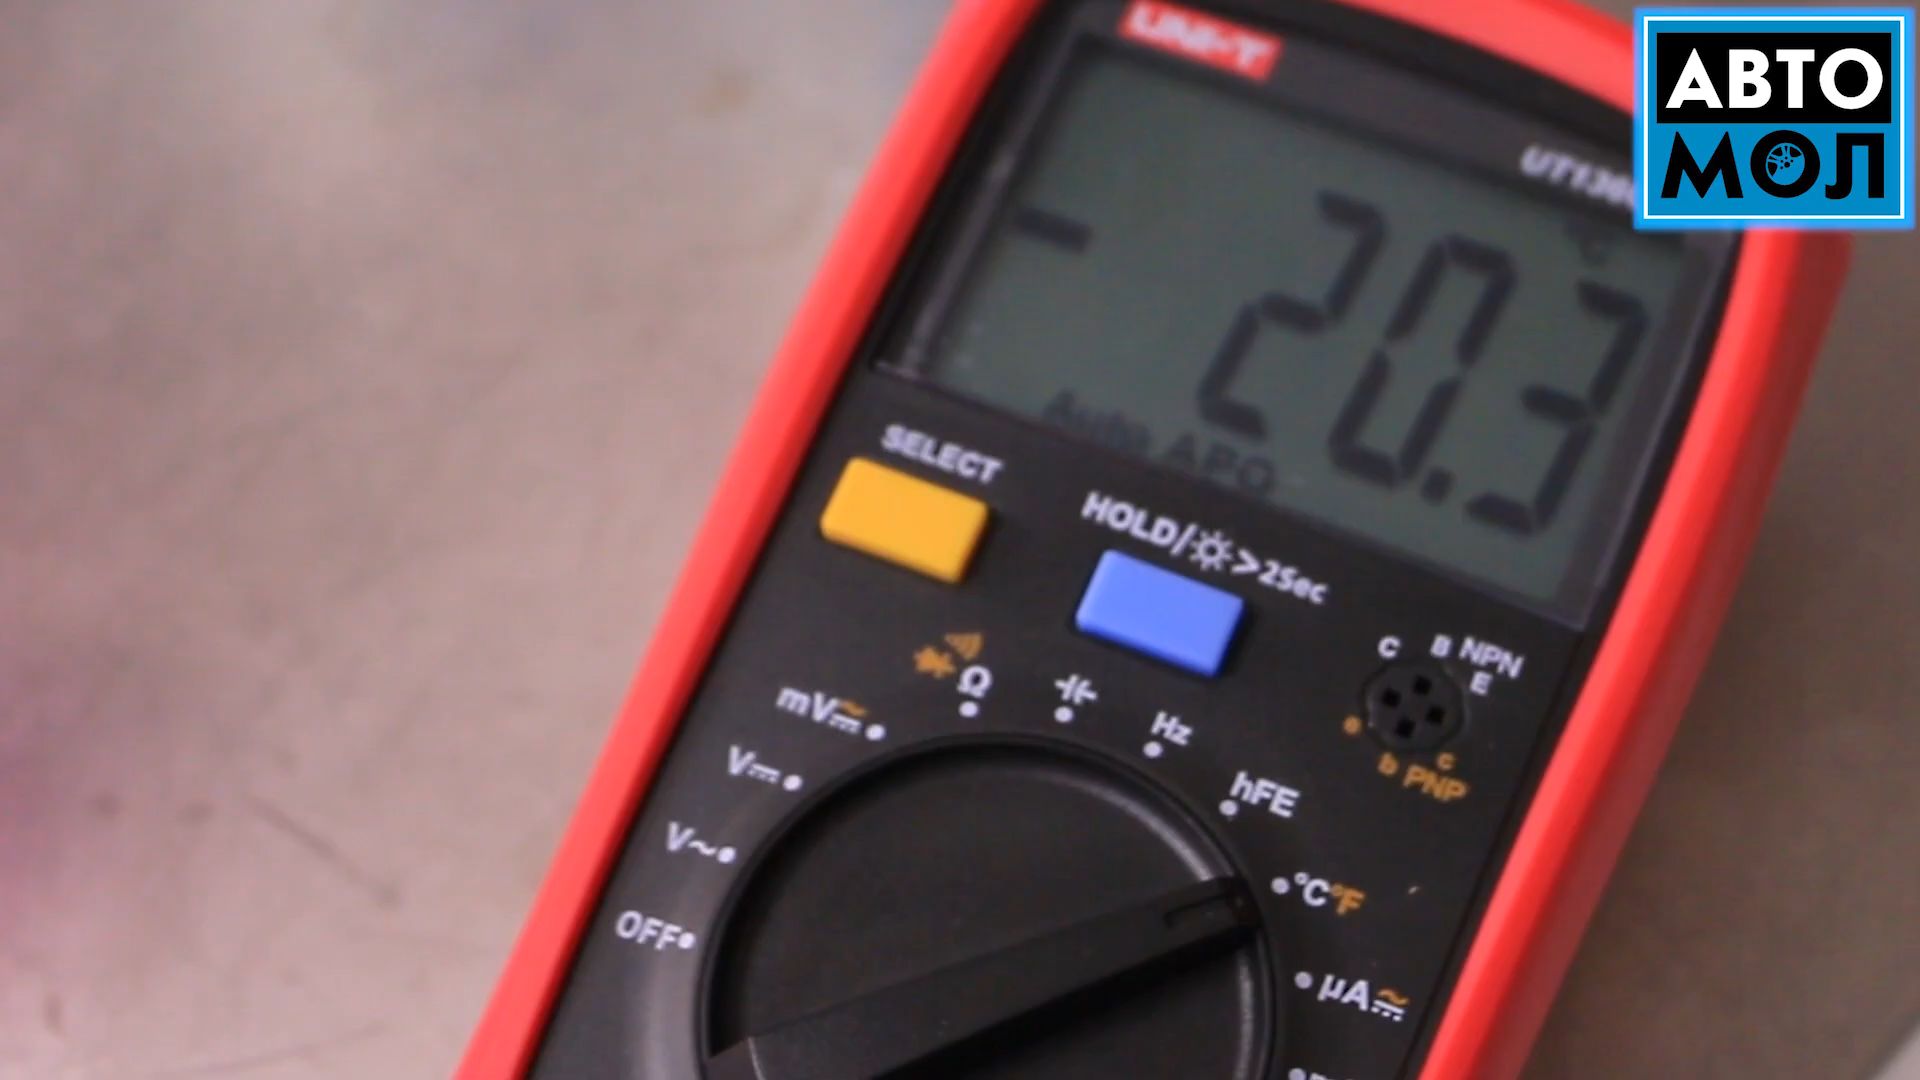 UNI-T
АВТО
МОЛ
- 20.3
Auto APO
SELECT
HOLD/ >2Sec
C B NPN
E
e
c
b PNP
Ω
mV
Hz
V
hFE
V~
°C°F
OFF
µA